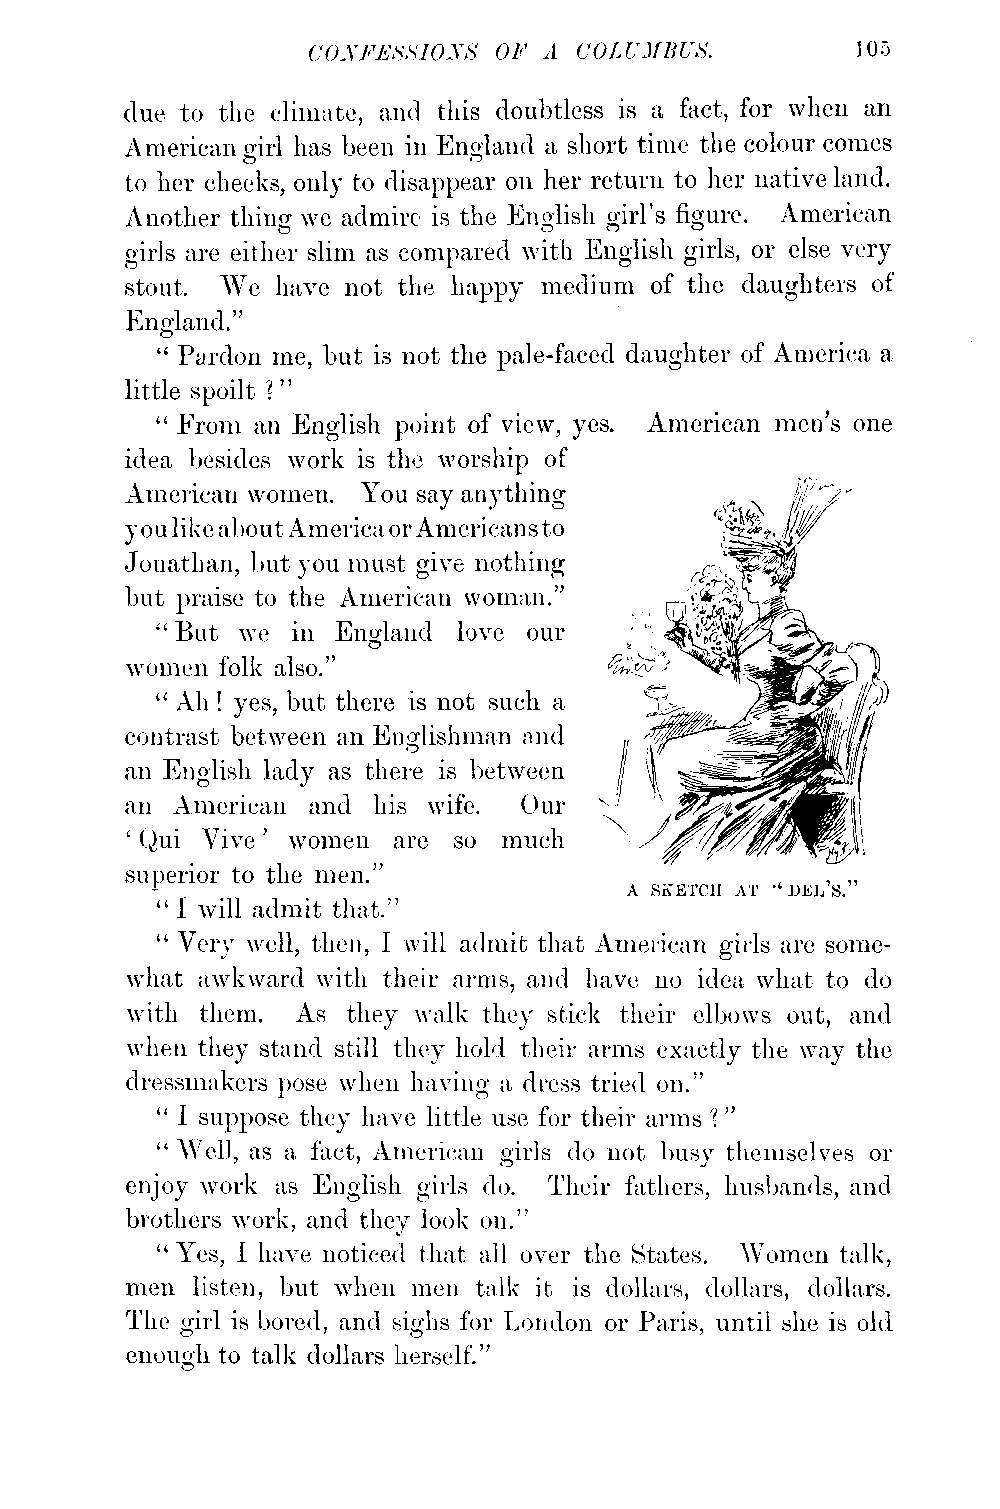 CONFESSIONS OF A COLUMBUS. 105
due to the climate, and this doubtless is a fact, for when an
American girl has been in England a short time the colour comes
to her cheeks, only to disappear on her return to her native land.
Another thing we admire is the English girl's figure. American
girls are either slim as compared with English girls, or else very
stout. We have not the happy medium of the daughters of
England.”
“ Pardon me, but is not the pale-faced daughter of America a
little spoilt ? ”
“ From an English point of view, yes. American men's one
idea besides work is the worship of
American women. You say anything
you like about America or Americans to
Jonathan, but you must give nothing
but praise to the American woman.”
“ But we in England love our
women folk also.”
“ Ah ! yes, but there is not such a
contrast between an Englishman and
an English lady as there is between
an American and his wife. Our
‘ Qui Vive ’ women are so much
superior to the men.”
“ I will admit that.”
A SKETCH AT “ DEL'S.”
“ Very well, then, I will admit that American girls are some-
what awkward with their arms, and have no idea what to do
with them. As they walk they stick their elbows out, and
when they stand still they hold their arms exactly the way the
dressmakers pose when having a dress tried on.”
“ I suppose they have little use for their arms ? ”
“ Well, as a fact, American girls do not busy themselves or
enjoy work as English girls do. Their fathers, husbands, and
brothers work, and they look on.”
“ Yes, I have noticed that all over the States. Women talk,
men listen, but when men talk it is dollars, dollars, dollars.
The girl is bored, and sighs for London or Paris, until she is old
enough to talk dollars herself.”